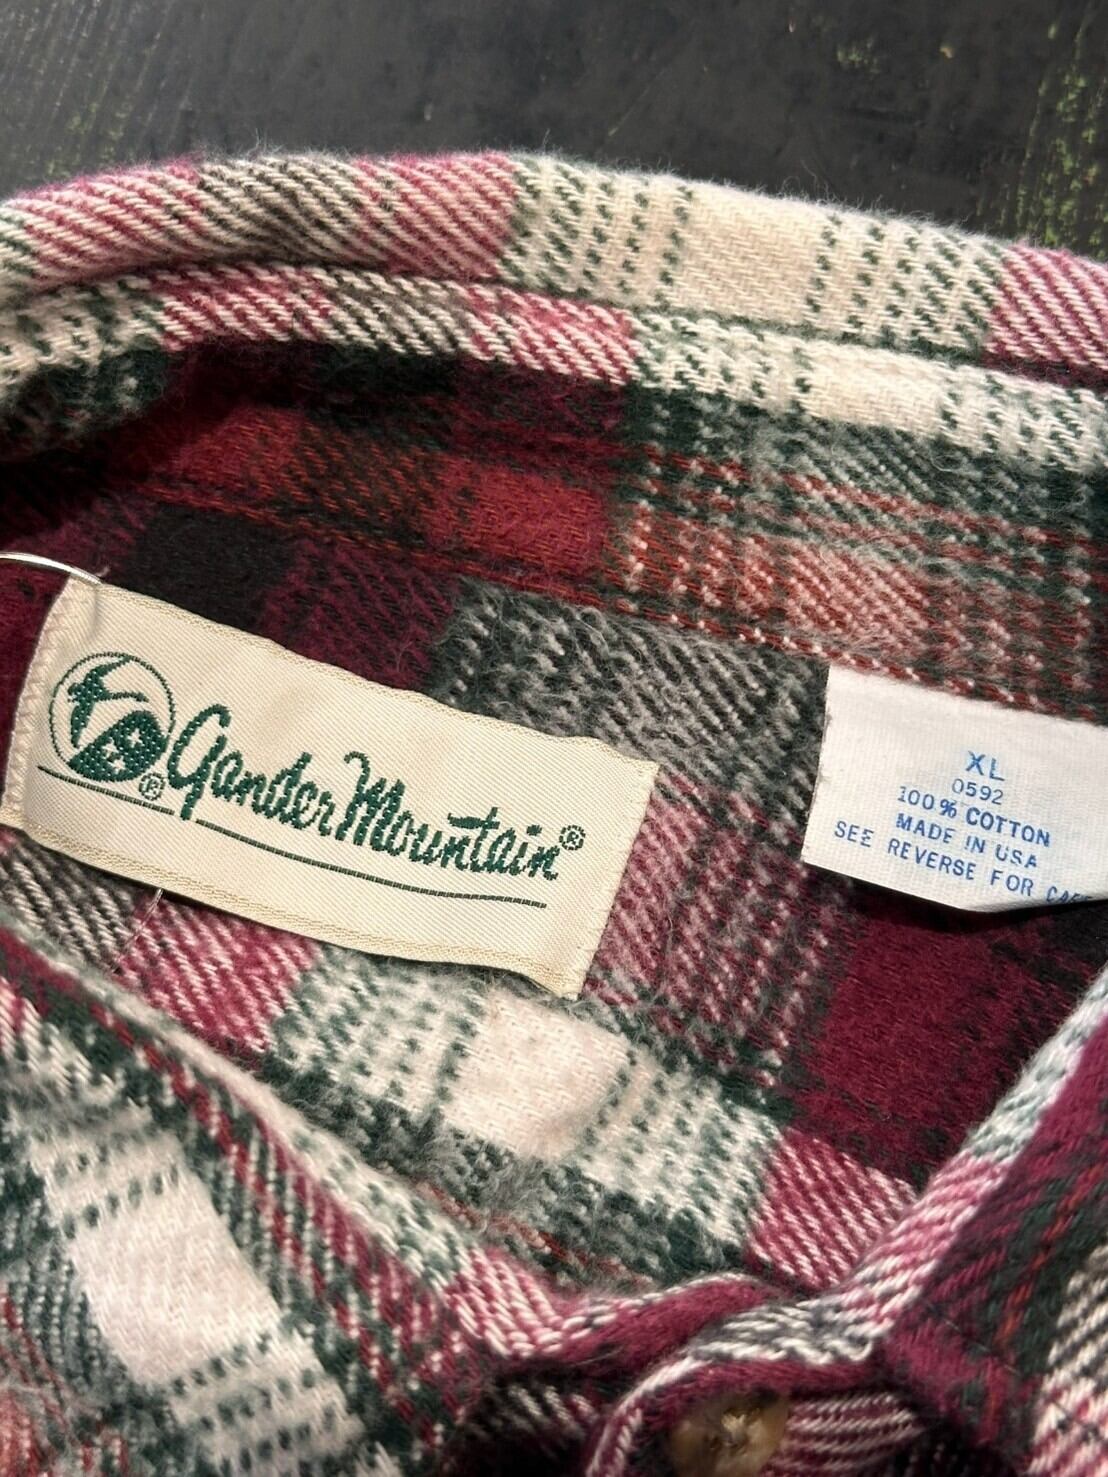 ® Gander Mountain®
XL
0592
100% COTTON
MADE IN USA
SEE REVERSE FOR